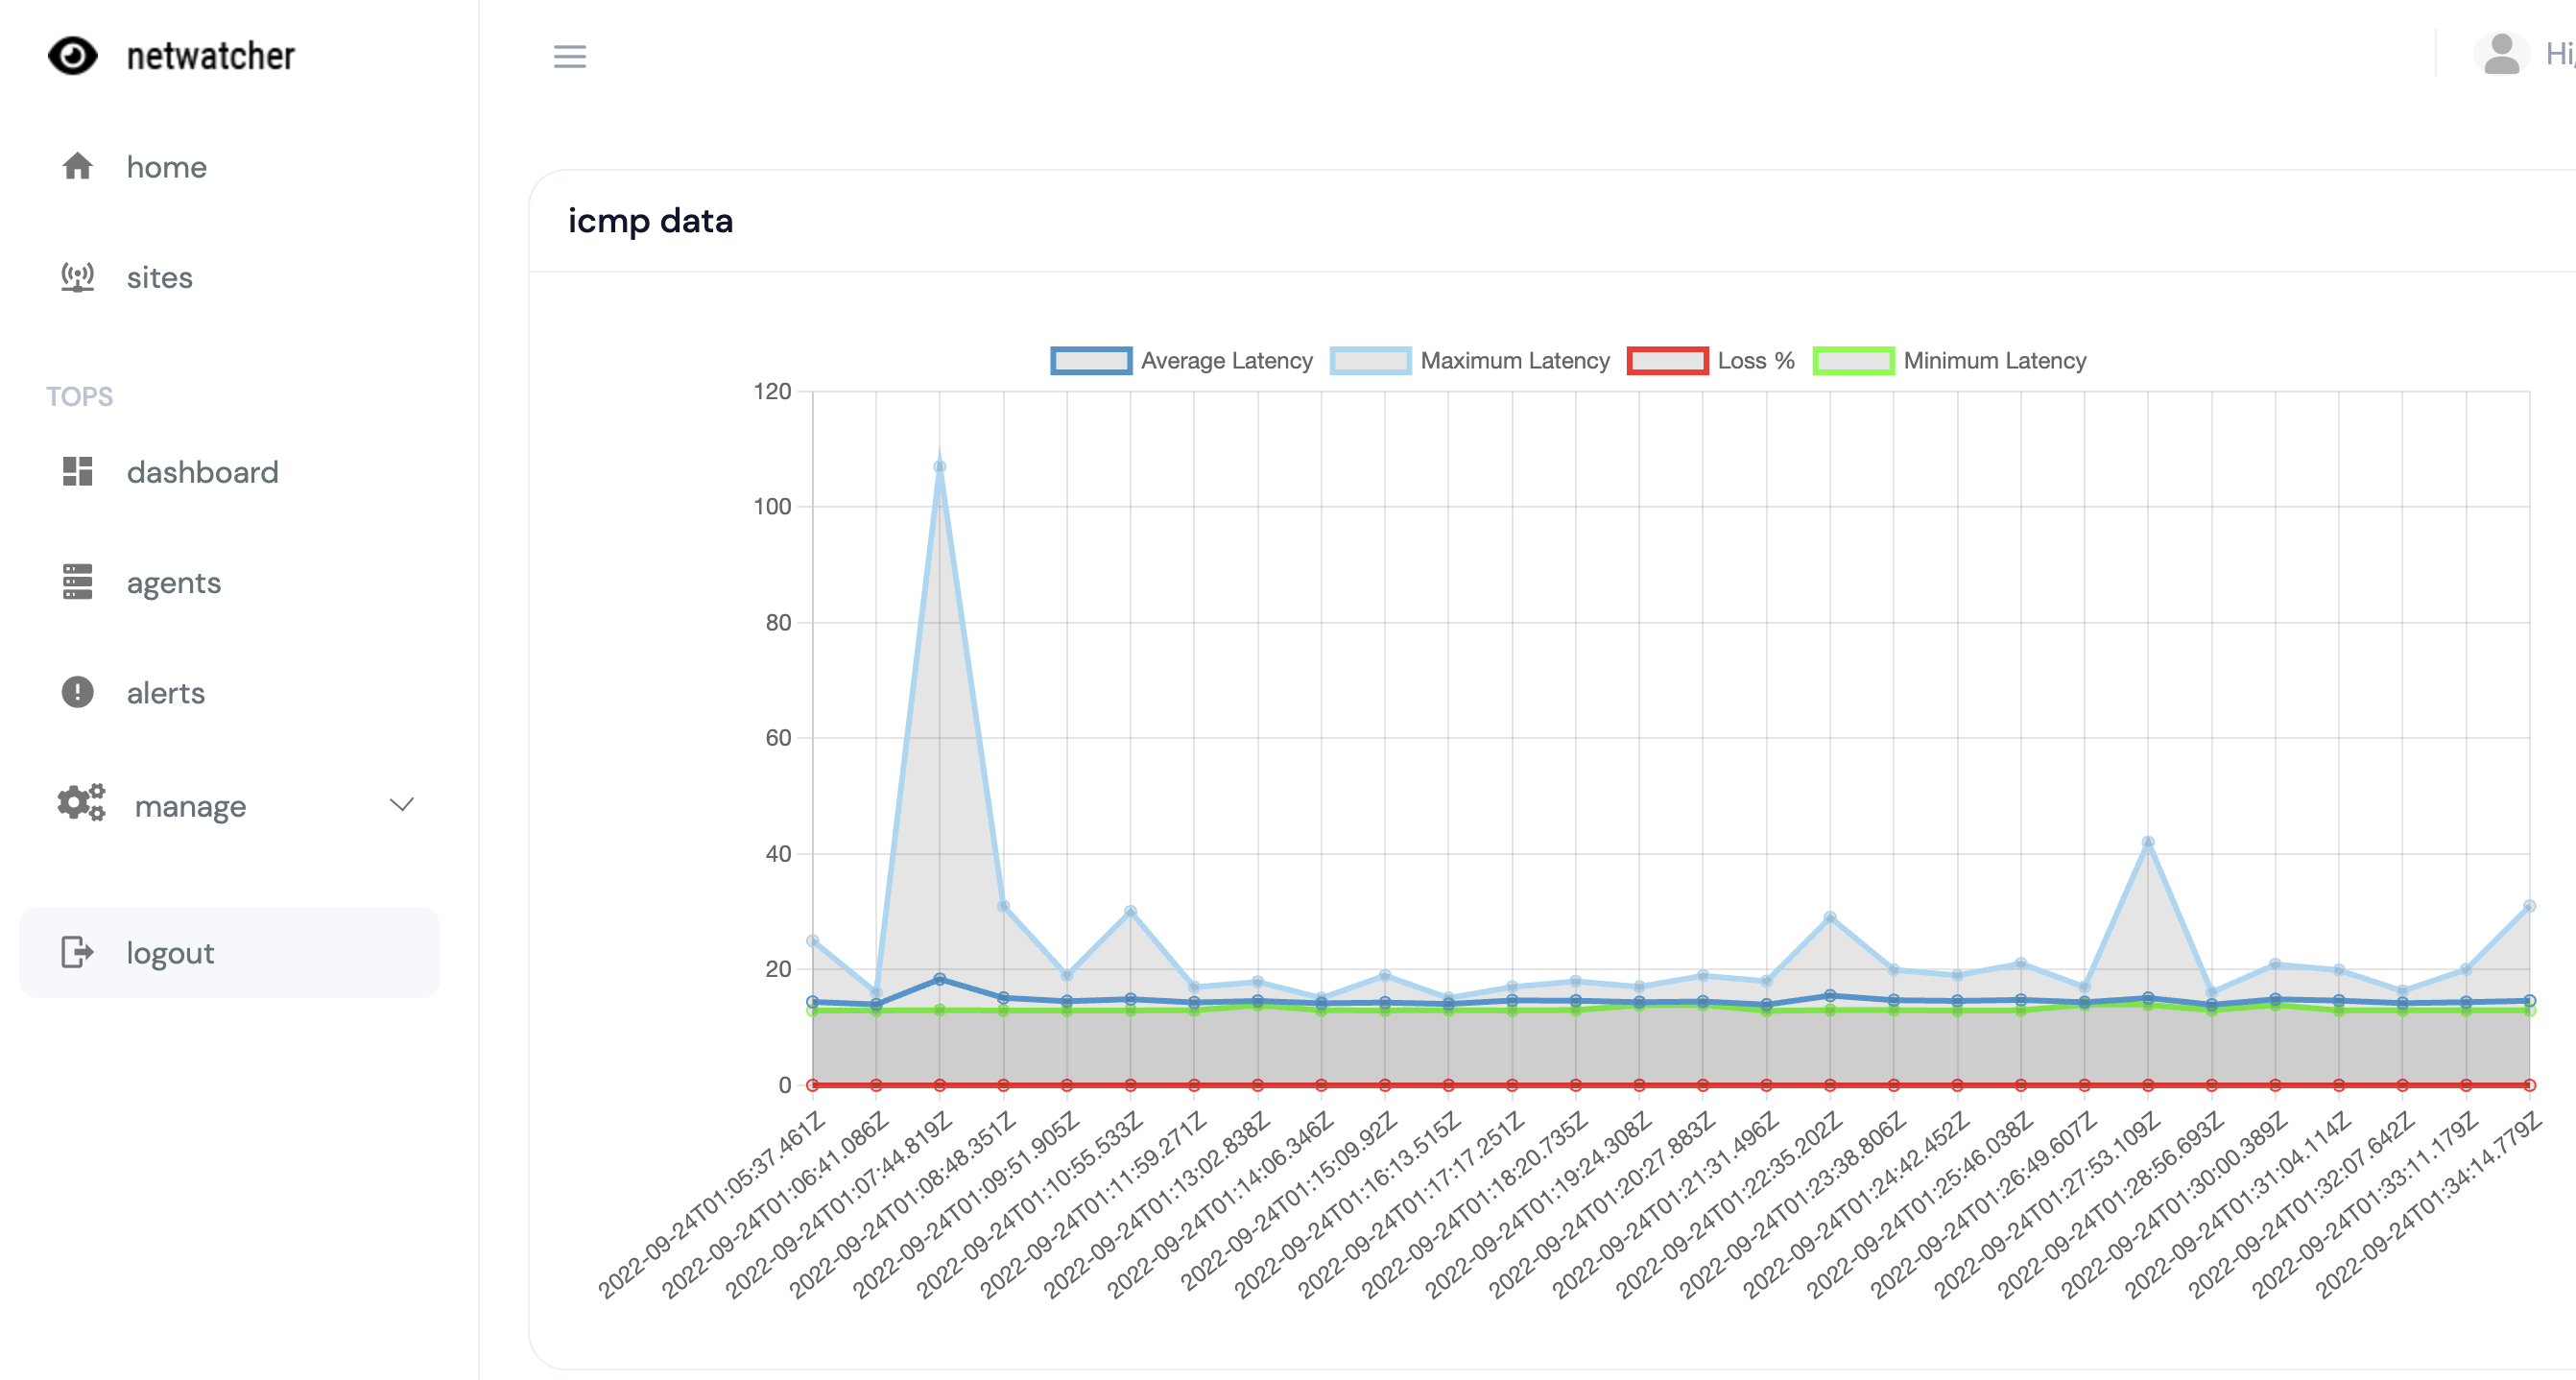 netwatcher
home
sites
TOPS
dashboard
agents
alerts
manage
logout
Hi,
icmp data
Average Latency Maximum Latency Loss % Minimum Latency
120
100
80
60
40
20
0
2022-09-24T01:05:37.461Z
2022-09-24T01:06:41.086Z
2022-09-24T01:07:44.819Z
2022-09-24T01:08:48.351Z
2022-09-24T01:09:51.905Z
2022-09-24T01:10:55.533Z
2022-09-24T01:11:59.271Z
2022-09-24T01:13:02.838Z
2022-09-24T01:14:06.346Z
2022-09-24T01:15:09.92Z
2022-09-24T01:16:13.515Z
2022-09-24T01:17:17.251Z
2022-09-24T01:18:20.735Z
2022-09-24T01:19:24.308Z
2022-09-24T01:20:27.883Z
2022-09-24T01:21:31.496Z
2022-09-24T01:22:35.202Z
2022-09-24T01:23:38.806Z
2022-09-24T01:24:42.452Z
2022-09-24T01:25:46.038Z
2022-09-24T01:26:49.607Z
2022-09-24T01:27:53.109Z
2022-09-24T01:28:56.693Z
2022-09-24T01:30:00.389Z
2022-09-24T01:31:04.114Z
2022-09-24T01:32:07.642Z
2022-09-24T01:33:11.179Z
2022-09-24T01:34:14.779Z